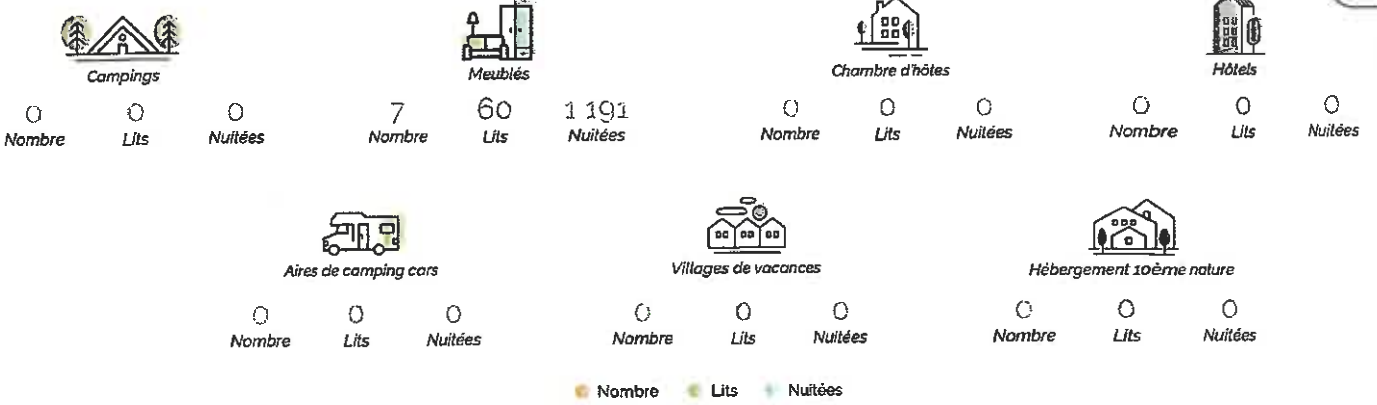 Campings
Meublés
Chambre d'hôtes
Hôtels
0 0 0 7 60 1 191 0 0 0 0 0 0
Nombre Lits Nuitées Nombre Lits Nuitées Nombre Lits Nuitées Nombre Lits Nuitées
Aires de camping cars
Villages de vacances
Hébergement 10ème nature
0 0 0 0 0 0 0 0 0
Nombre Lits Nuitées Nombre Lits Nuitées Nombre Lits Nuitées
Nombre Lits Nuitées